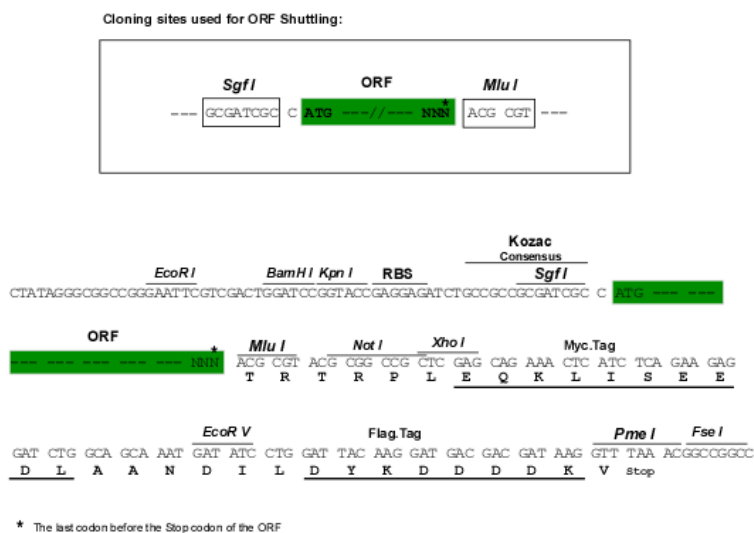 Cloning sites used for ORF Shuttling:
Sgf I ORF Mlu I
--- GCGATCGC C ATG ---//--- NNN* ACG CGT ---
Kozac
Consensus
EcoR I BamH I Kpn I RBS Sgf I
CTATAGGGCGGCCGGGAATTCGTCGACTGGATCCGGTACCGAGGAGATCTGCCGCCGCGATCGC C ATG --- ---
ORF Mlu I Not I Xho I Myc.Tag
--- --- --- --- --- --- NNN* ACG CGT ACG CGG CCG CTC GAG CAG AAA CTC ATC TCA GAA GAG
T R T R P L E Q K L I S E E
EcoR V Flag.Tag Pme I Fse I
GAT CTG GCA GCA AAT GAT ATC CTG GAT TAC AAG GAT GAC GAC GAT AAG GTT TAA ACGGCCGGCC
D L A A N D I L D Y K D D D D K V Stop
* The last codon before the Stop codon of the ORF